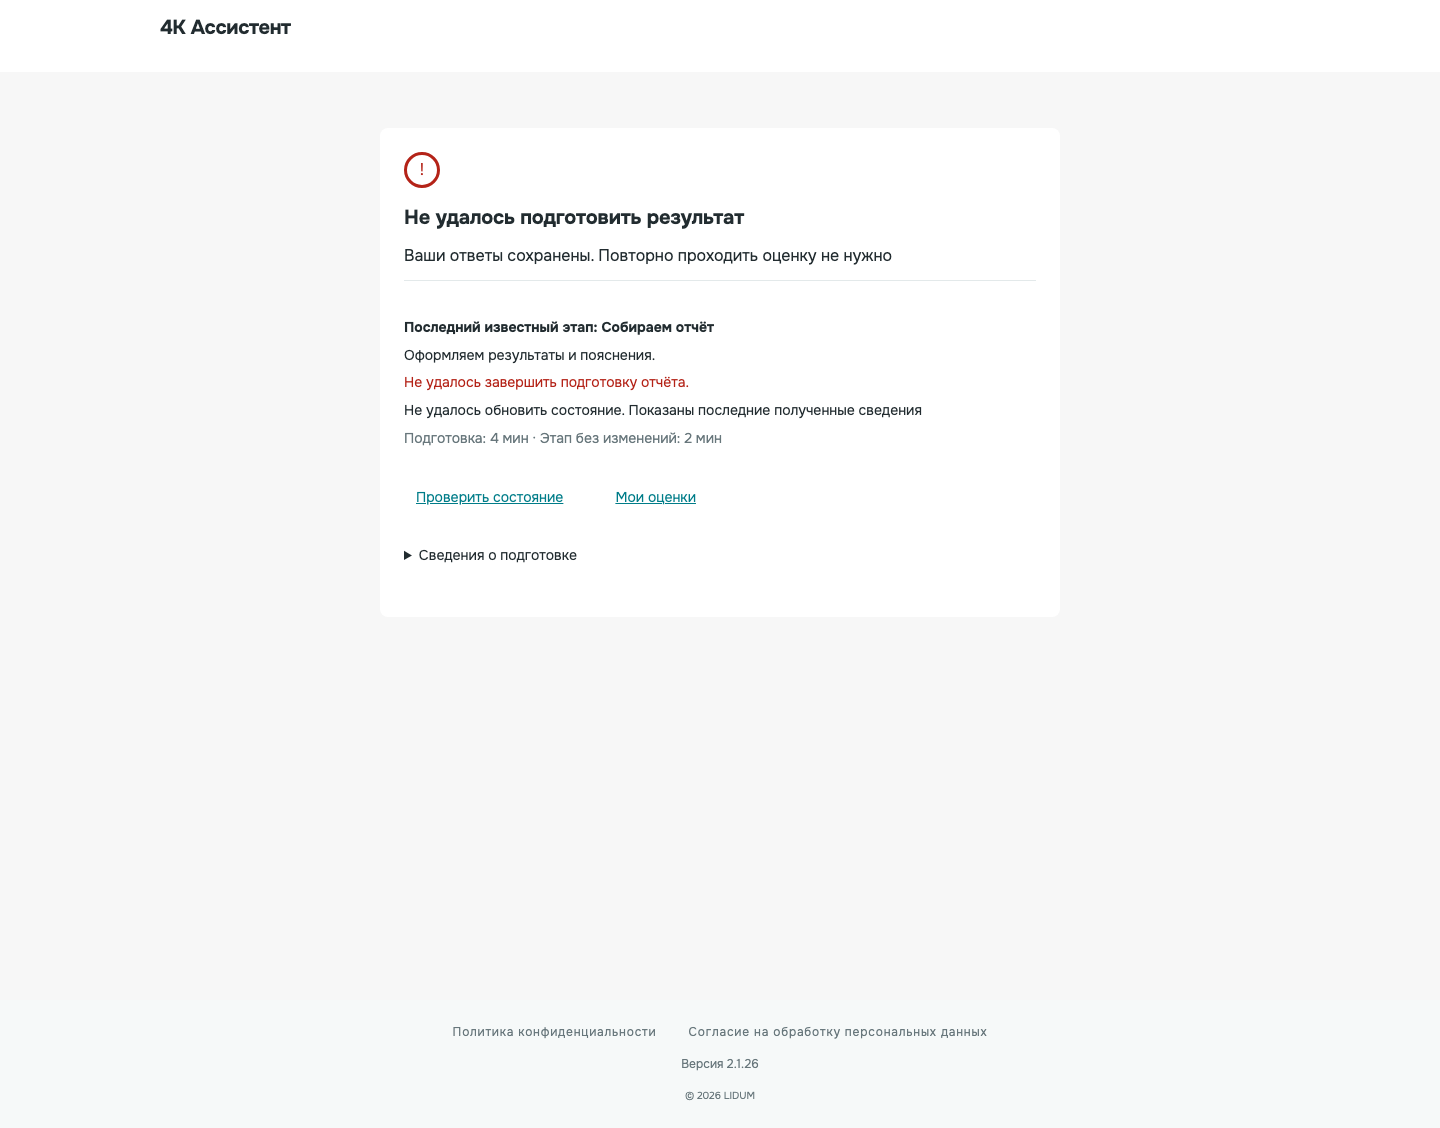 4К Ассистент
!
Не удалось подготовить результат
Ваши ответы сохранены. Повторно проходить оценку не нужно
Последний известный этап: Собираем отчёт
Оформляем результаты и пояснения.
Не удалось завершить подготовку отчёта.
Не удалось обновить состояние. Показаны последние полученные сведения
Подготовка: 4 мин · Этап без изменений: 2 мин
Проверить состояние Мои оценки
Сведения о подготовке
Политика конфиденциальности Согласие на обработку персональных данных
Версия 2.1.26
© 2026 LIDUM